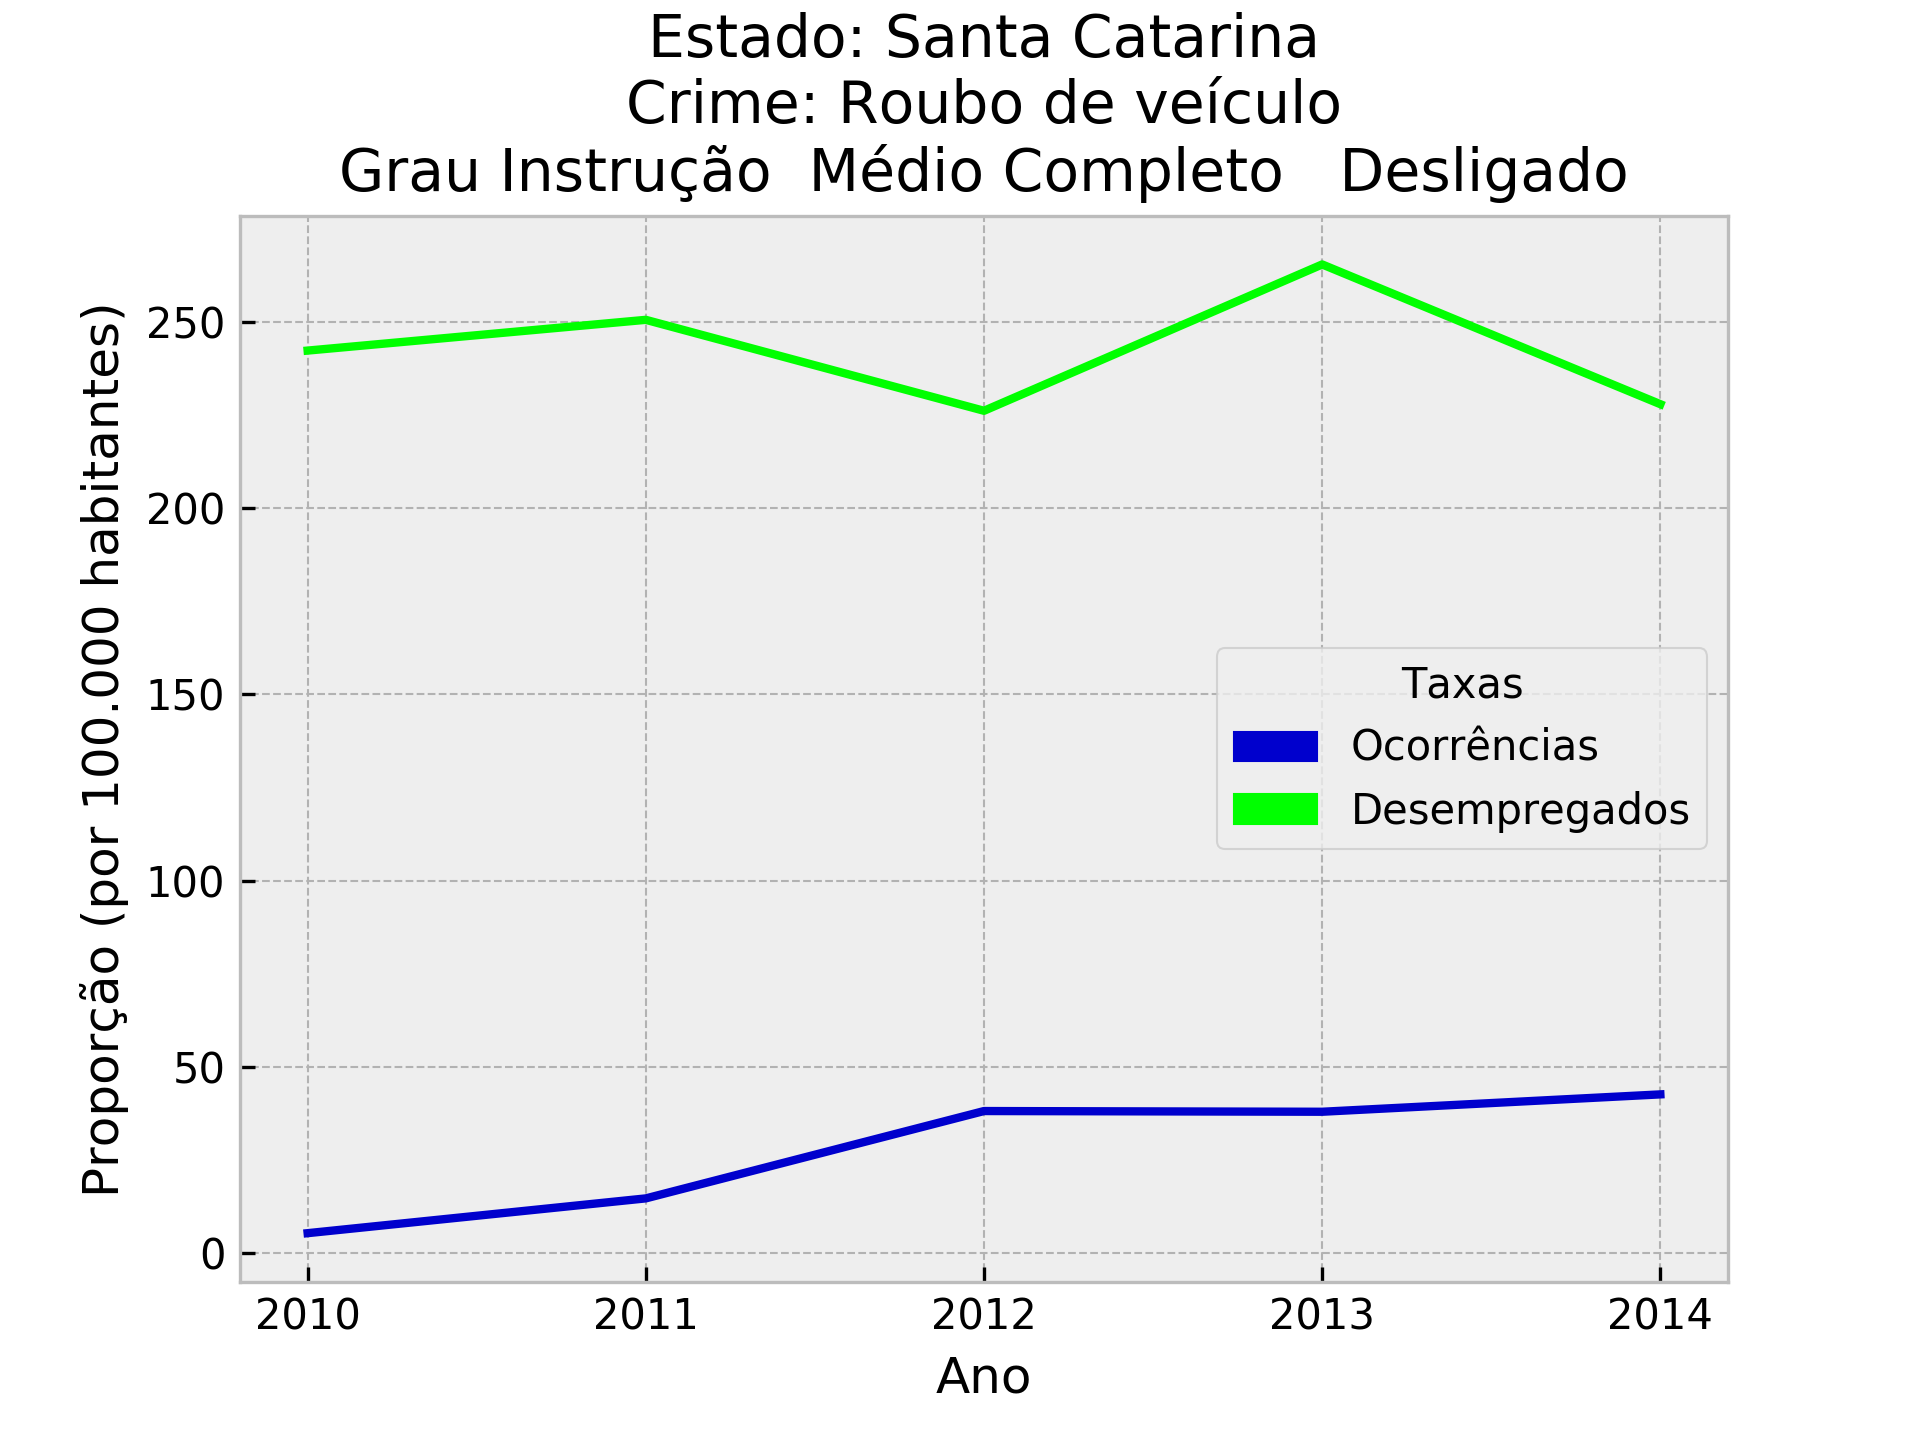 Estado: Santa Catarina
Crime: Roubo de veículo
Grau Instrução  Médio Completo   Desligado
Proporção (por 100.000 habitantes)
250
200
150
100
50
0
Taxas
Ocorrências
Desempregados
2010 2011 2012 2013 2014
Ano